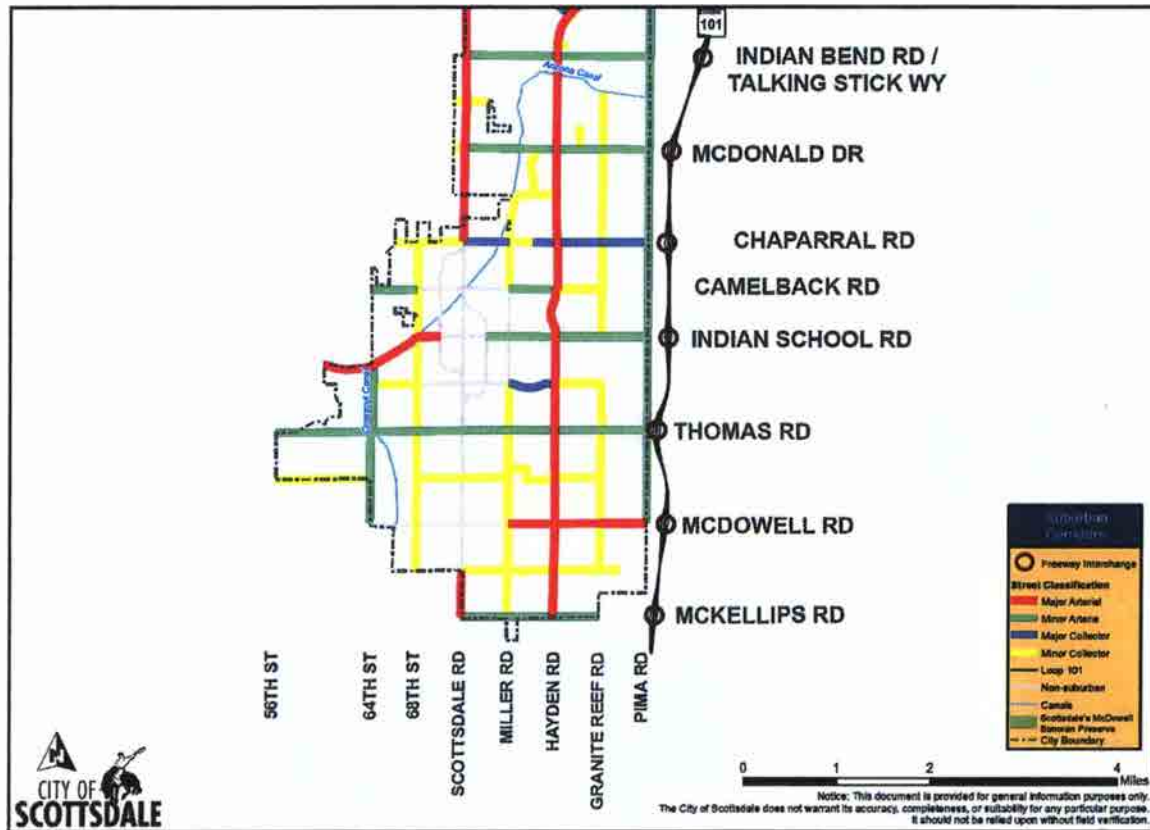 101
INDIAN BEND RD /
TALKING STICK WY
Arizona Canal
MCDONALD DR
CHAPARRAL RD
CAMELBACK RD
INDIAN SCHOOL RD
THOMAS RD
MCDOWELL RD
MCKELLIPS RD
Suburban
Freeway Interchange
Street Classification
Major Arterial
Minor Arteria
Major Collector
Minor Collector
Loop 101
Non-suburban
Canals
Scottsdale's McDowell
Sonoran Preserve
City Boundary
56TH ST
64TH ST
68TH ST
SCOTTSDALE RD
MILLER RD
HAYDEN RD
GRANITE REEF RD
PIMA RD
CITY OF
SCOTTSDALE
0 1 2 4
Miles
Notice: This document is provided for general information purposes only.
The City of Scottsdale does not warrant its accuracy, completeness, or suitability for any particular purpose.
It should not be relied upon without field verification.